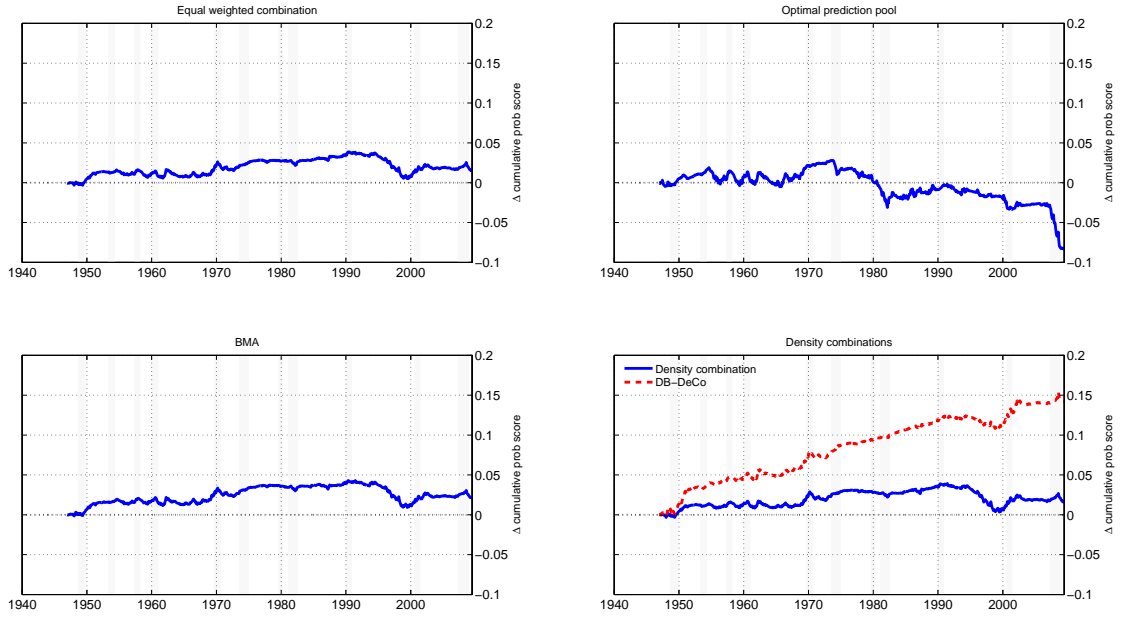 Equal weighted combination
0.2
0.15
0.1
0.05
0
−0.05
−0.1
Δ cumulative prob score
1940 1950 1960 1970 1980 1990 2000
Optimal prediction pool
0.2
0.15
0.1
0.05
0
−0.05
−0.1
Δ cumulative prob score
1940 1950 1960 1970 1980 1990 2000
BMA
0.2
0.15
0.1
0.05
0
−0.05
−0.1
Δ cumulative prob score
1940 1950 1960 1970 1980 1990 2000
Density combinations
Density combination
DB−DeCo
0.2
0.15
0.1
0.05
0
−0.05
−0.1
Δ cumulative prob score
1940 1950 1960 1970 1980 1990 2000